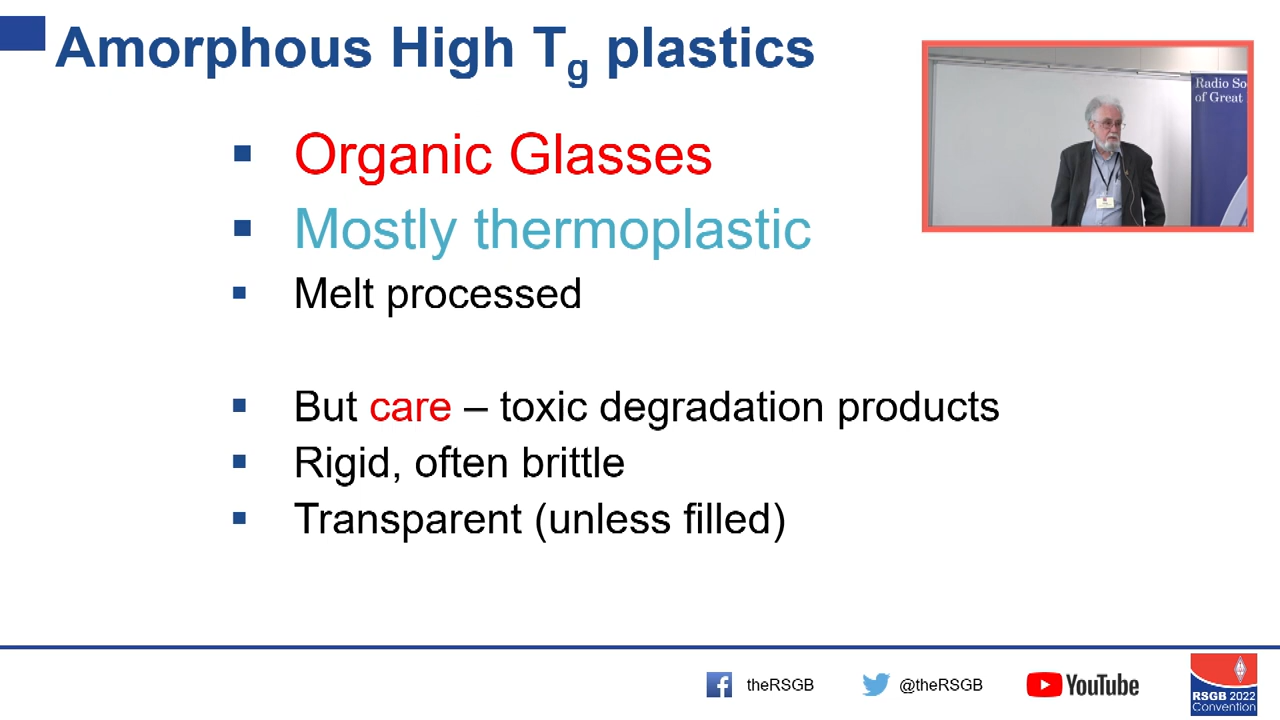 Amorphous High Tg plastics
Organic Glasses
Mostly thermoplastic
Melt processed
But care – toxic degradation products
Rigid, often brittle
Transparent (unless filled)
Radio So
of Great
theRSGB
@theRSGB
YouTube
RSGB 2022
Convention